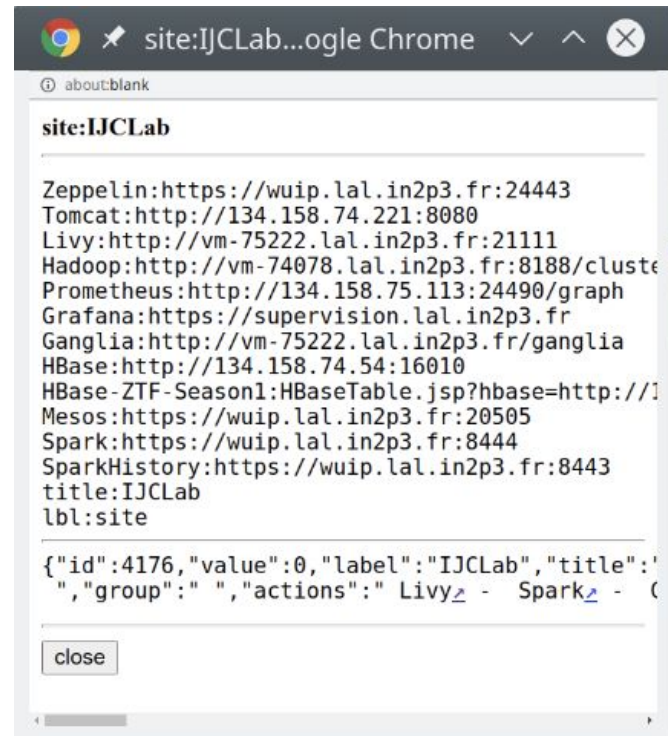 site:IJCLab...ogle Chrome
about:blank
site:IJCLab
Zeppelin:https://wuip.lal.in2p3.fr:24443
Tomcat:http://134.158.74.221:8080
Livy:http://vm-75222.lal.in2p3.fr:21111
Hadoop:http://vm-74078.lal.in2p3.fr:8188/cluste
Prometheus:http://134.158.75.113:24490/graph
Grafana:https://supervision.lal.in2p3.fr
Ganglia:http://vm-75222.lal.in2p3.fr/ganglia
HBase:http://134.158.74.54:16010
HBase-ZTF-Season1:HBaseTable.jsp?hbase=http://1
Mesos:https://wuip.lal.in2p3.fr:20505
Spark:https://wuip.lal.in2p3.fr:8444
SparkHistory:https://wuip.lal.in2p3.fr:8443
title:IJCLab
lbl:site
{"id":4176,"value":0,"label":"IJCLab","title":"
","group":" ","actions":" Livy↗ - Spark↗ -
close